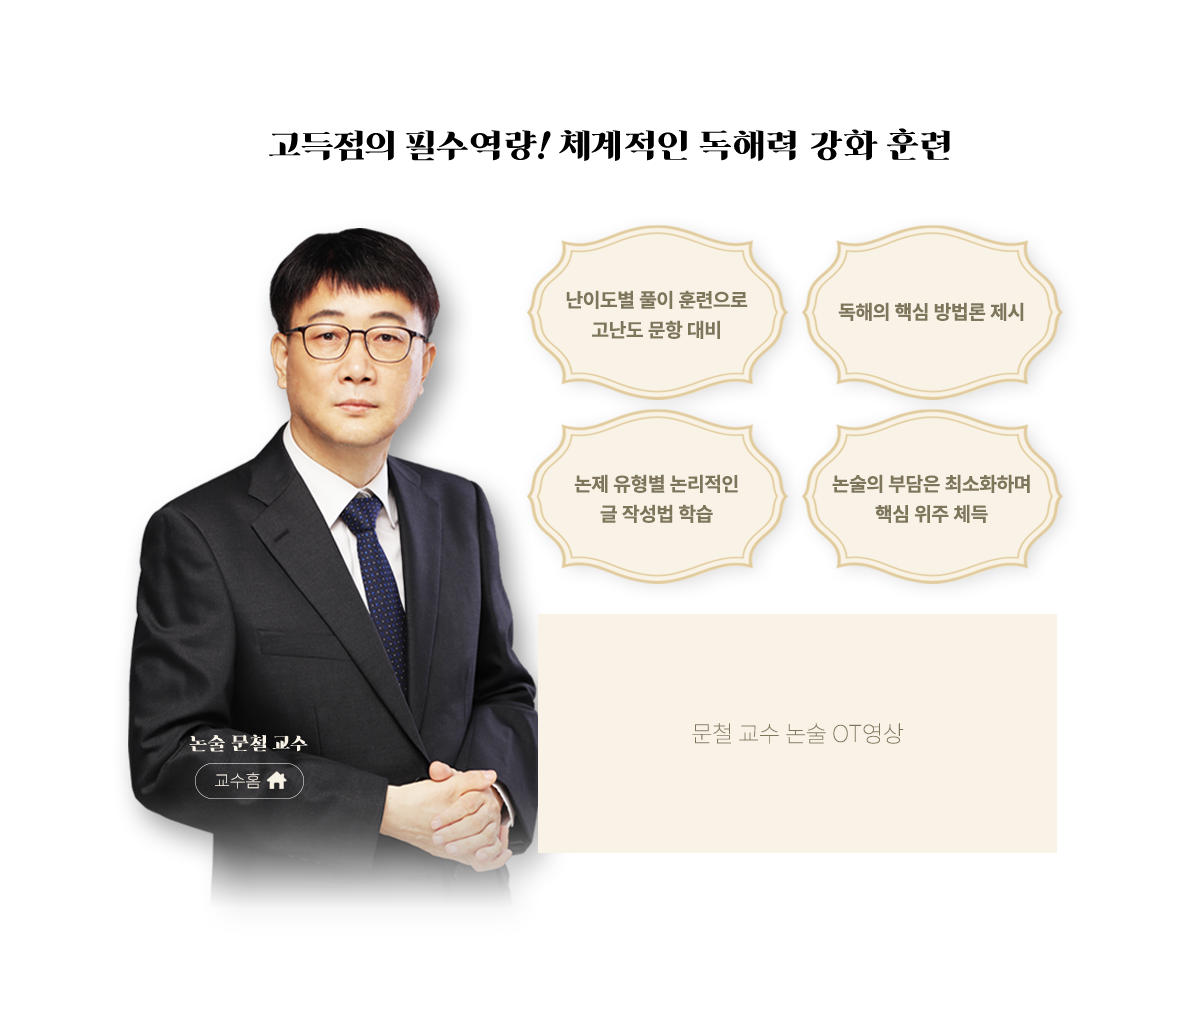 고득점의 필수역량! 체계적인 독해력 강화 훈련
난이도별 풀이 훈련으로
고난도 문항 대비
독해의 핵심 방법론 제시
논제 유형별 논리적인
글 작성법 학습
논술의 부담은 최소화하며
핵심 위주 체득
문철 교수 논술 OT영상
논술 문철 교수
교수홈